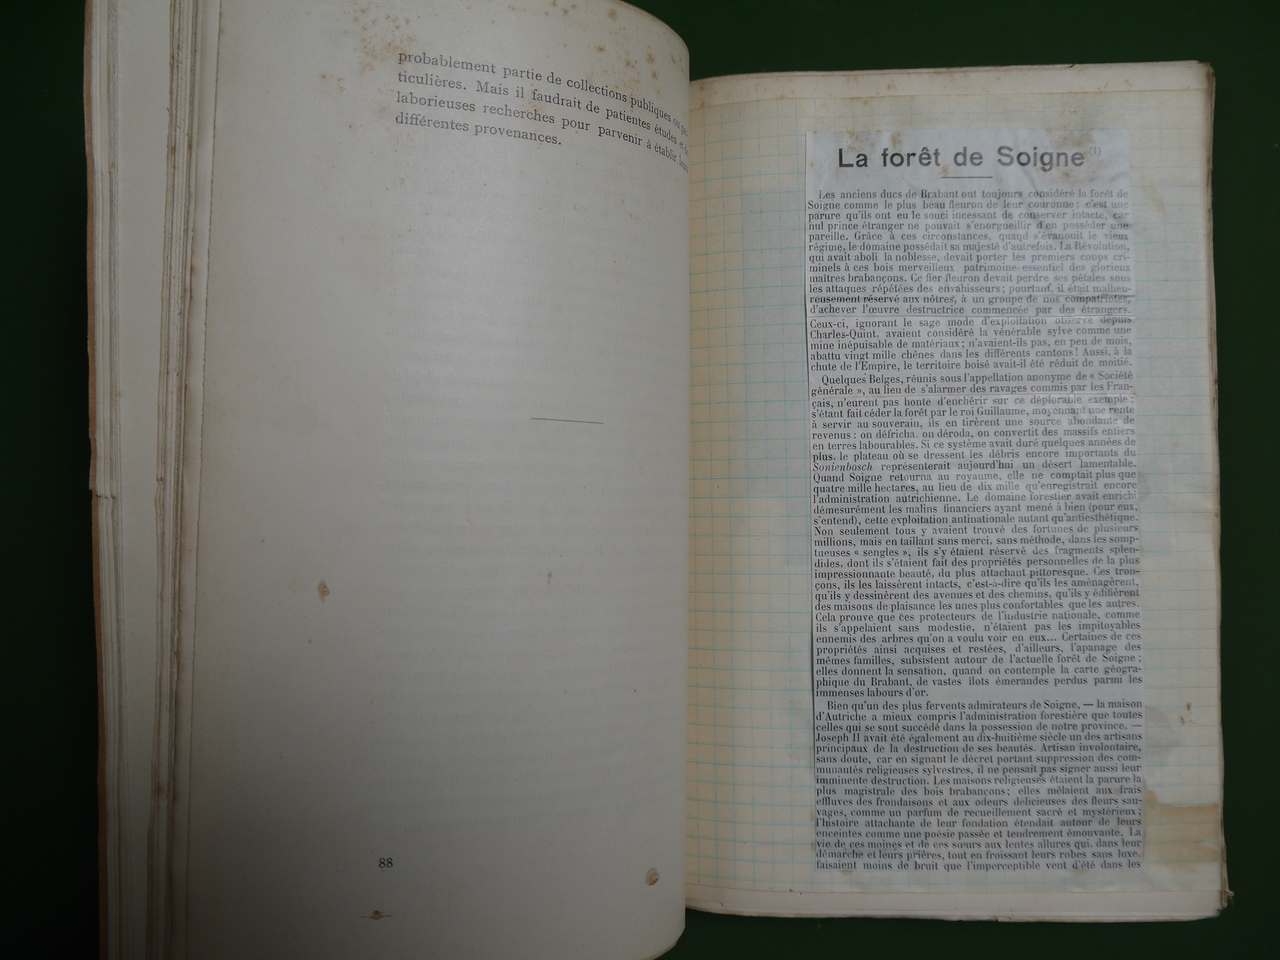 probablement partie de collections publiques ou
ticulières. Mais il faudrait de patientes études et
laborieuses recherches pour parvenir à établir
différentes provenances.
88
La forêt de Soigne (1)
Les anciens ducs de Brabant ont toujours considéré la forêt de
Soigne comme le plus beau fleuron de leur couronne ; c'est une
parure qu'ils ont eu le souci incessant de conserver intacte, car
nul prince étranger ne pouvait s'enorgueillir d'en posséder une
pareille. Grâce à ces circonstances, quand s'évanouit le vieux
régime, le domaine possédait sa majesté d'autrefois. La Révolution,
qui avait aboli la noblesse, devait porter les premiers coups cri-
minels à ces bois merveilleux patrimoine essentiel des glorieux
maîtres brabançons. Ce fier fleuron devait perdre ses pétales sous
les attaques répétées des envahisseurs ; pourtant, il était malheu-
reusement réservé aux nôtres, à un groupe de nos compatriotes,
d'achever l'œuvre destructrice commencée par des étrangers.
Ceux-ci, ignorant le sage mode d'exploitation observé depuis
Charles-Quint, avaient considéré la vénérable sylve comme une
mine inépuisable de matériaux ; n'avaient-ils pas, en peu de mois,
abattu vingt mille chênes dans les différents cantons ! Aussi, à la
chute de l'Empire, le territoire boisé avait-il été réduit de moitié.
Quelques Belges, réunis sous l'appellation anonyme de « Société
générale », au lieu de s'alarmer des ravages commis par les Fran-
çais, n'eurent pas honte d'enchérir sur ce déplorable exemple :
s'étant fait céder la forêt par le roi Guillaume, moyennant une rente
à servir au souverain, ils en tirèrent une source abondante de
revenus : on défricha, on déroda, on convertit des massifs entiers
en terres labourables. Si ce système avait duré quelques années de
plus, le plateau où se dressent les débris encore importants du
Sonienbosch représenterait aujourd'hui un désert lamentable.
Quand Soigne retourna au royaume, elle ne comptait plus que
quatre mille hectares, au lieu de dix mille qu'enregistrait encore
l'administration autrichienne. Le domaine forestier avait enrichi
démesurément les malins financiers ayant mené à bien (pour eux,
s'entend), cette exploitation antinationale autant qu'antiesthétique.
Non seulement tous y avaient trouvé des fortunes de plusieurs
millions, mais en taillant sans merci, sans méthode, dans les somp-
tueuses « sengles », ils s'y étaient réservé des fragments splen-
dides, dont ils s'étaient fait des propriétés personnelles de la plus
impressionnante beauté, du plus attachant pittoresque. Ces tron-
çons, ils les laissèrent intacts, c'est-à-dire qu'ils les aménagèrent,
qu'ils y dessinèrent des avenues et des chemins, qu'ils y édifièrent
des maisons de plaisance les unes plus confortables que les autres.
Cela prouve que ces protecteurs de l'industrie nationale, comme
ils s'appelaient sans modestie, n'étaient pas les impitoyables
ennemis des arbres qu'on a voulu voir en eux... Certaines de ces
propriétés ainsi acquises et restées, d'ailleurs, l'apanage des
mêmes familles, subsistent autour de l'actuelle forêt de Soigne ;
elles donnent la sensation, quand on contemple la carte géogra-
phique du Brabant, de vastes îlots émeraudes perdus parmi les
immenses labours d'or.
Bien qu'un des plus fervents admirateurs de Soigne, — la maison
d'Autriche a mieux compris l'administration forestière que toutes
celles qui se sont succédé dans la possession de notre province. —
Joseph II avait été également au dix-huitième siècle un des artisans
principaux de la destruction de ses beautés. Artisan involontaire,
sans doute, car en signant le décret portant suppression des com-
munautés religieuses sylvestres, il ne pensait pas signer aussi leur
imminente destruction. Les maisons religieuses étaient la parure la
plus magistrale des bois brabançons ; elles mêlaient aux frais
effluves des frondaisons et aux odeurs délicieuses des fleurs sau-
vages, comme un parfum de recueillement sacré et mystérieux ;
l'histoire attachante de leur fondation étendait autour de leurs
enceintes comme une poésie passée et tendrement émouvante. La
vie de ces moines et de ces sœurs aux lentes allures qui, dans leur
démarche et leurs prières, tout en froissant leurs robes sans luxe,
faisaient moins de bruit que l'imperceptible vent d'été dans les